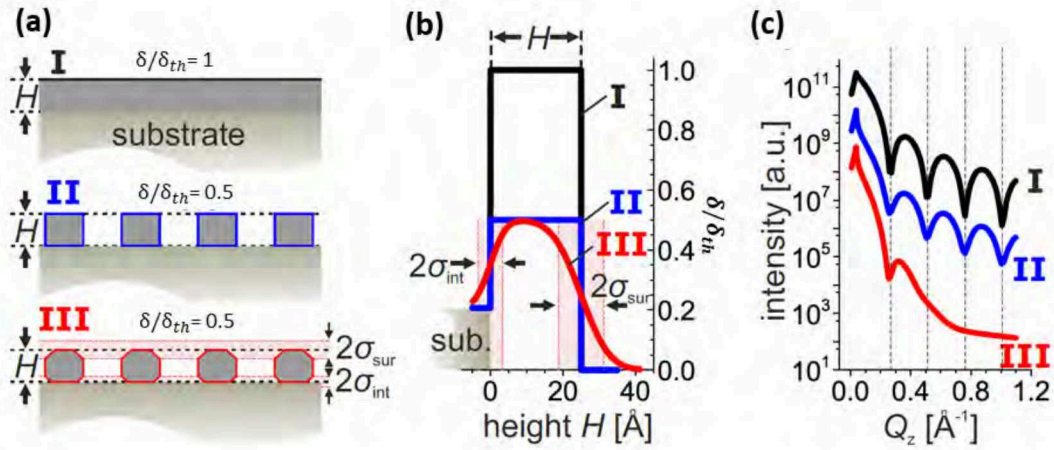 (a)
I
δ/δth= 1
H
substrate
II
δ/δth= 0.5
H
III
δ/δth= 0.5
H
2σsur
2σint
(b)
H
I
II
III
2σint
2σsur
sub.
1.0
0.8
0.6
0.4
0.2
0.0
δ/δth
0 10 20 30 40
height H [Å]
(c)
10¹¹
10⁹
10⁷
10⁵
10³
10¹
intensity [a.u.]
I
II
III
0.0 0.4 0.8 1.2
Qz [Å⁻¹]